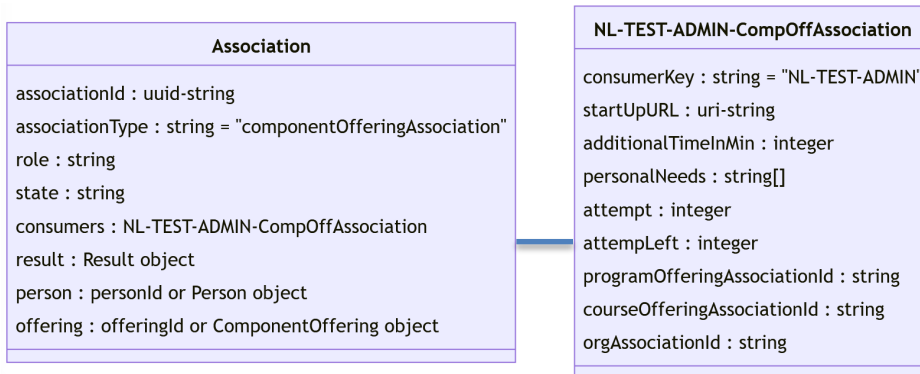 Association
associationId : uuid-string
associationType : string = "componentOfferingAssociation"
role : string
state : string
consumers : NL-TEST-ADMIN-CompOffAssociation
result : Result object
person : personId or Person object
offering : offeringId or ComponentOffering object
NL-TEST-ADMIN-CompOffAssociation
consumerKey : string = "NL-TEST-ADMIN"
startUpURL : uri-string
additionalTimeInMin : integer
personalNeeds : string[]
attempt : integer
attempLeft : integer
programOfferingAssociationId : string
courseOfferingAssociationId : string
orgAssociationId : string